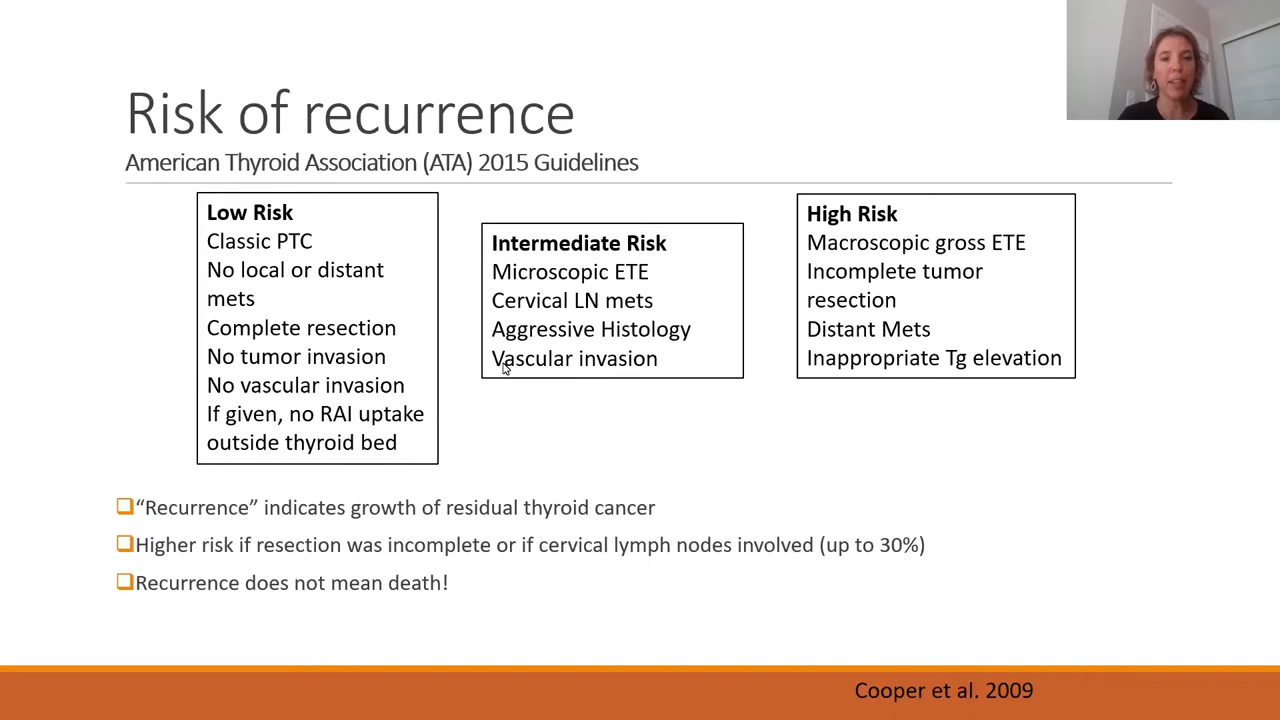 Risk of recurrence
American Thyroid Association (ATA) 2015 Guidelines
Low Risk
Classic PTC
No local or distant
mets
Complete resection
No tumor invasion
No vascular invasion
If given, no RAI uptake
outside thyroid bed
Intermediate Risk
Microscopic ETE
Cervical LN mets
Aggressive Histology
Vascular invasion
High Risk
Macroscopic gross ETE
Incomplete tumor
resection
Distant Mets
Inappropriate Tg elevation
“Recurrence” indicates growth of residual thyroid cancer
Higher risk if resection was incomplete or if cervical lymph nodes involved (up to 30%)
Recurrence does not mean death!
Cooper et al. 2009